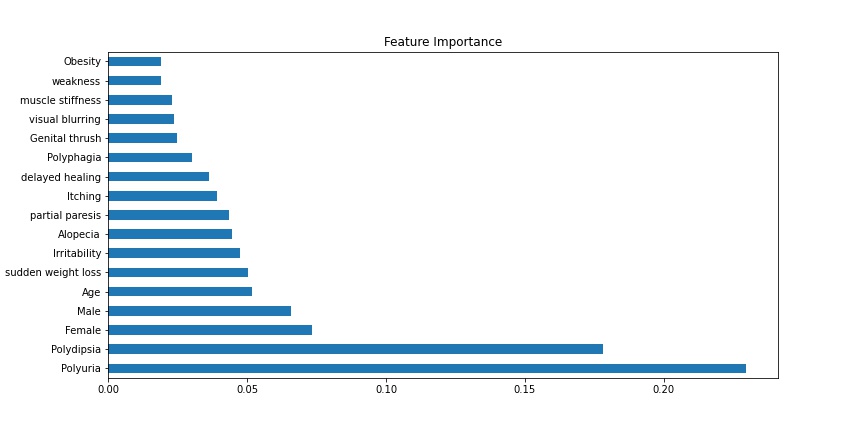 Feature Importance
Obesity
weakness
muscle stiffness
visual blurring
Genital thrush
Polyphagia
delayed healing
Itching
partial paresis
Alopecia
Irritability
sudden weight loss
Age
Male
Female
Polydipsia
Polyuria
0.00 0.05 0.10 0.15 0.20